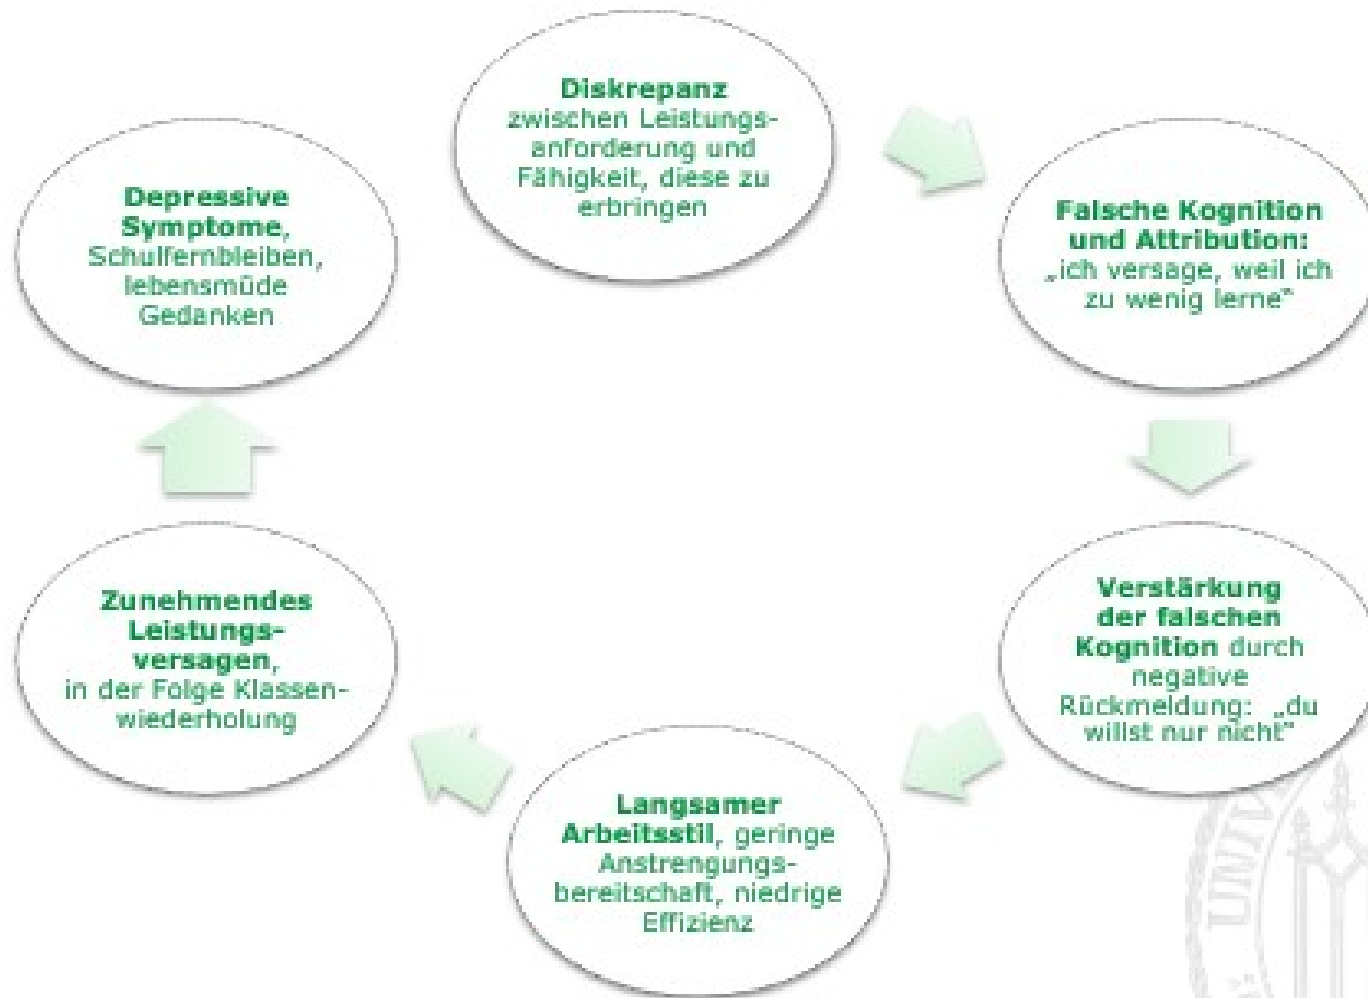 Diskrepanz
zwischen Leistungs-
anforderung und
Fähigkeit, diese zu
erbringen
Falsche Kognition
und Attribution:
„ich versage, weil ich
zu wenig lerne“
Verstärkung
der falschen
Kognition durch
negative
Rückmeldung: „du
willst nur nicht“
Langsamer
Arbeitsstil, geringe
Anstrengungs-
bereitschaft, niedrige
Effizienz
Zunehmendes
Leistungs-
versagen,
in der Folge Klassen-
wiederholung
Depressive
Symptome,
Schulfernbleiben,
lebensmüde
Gedanken